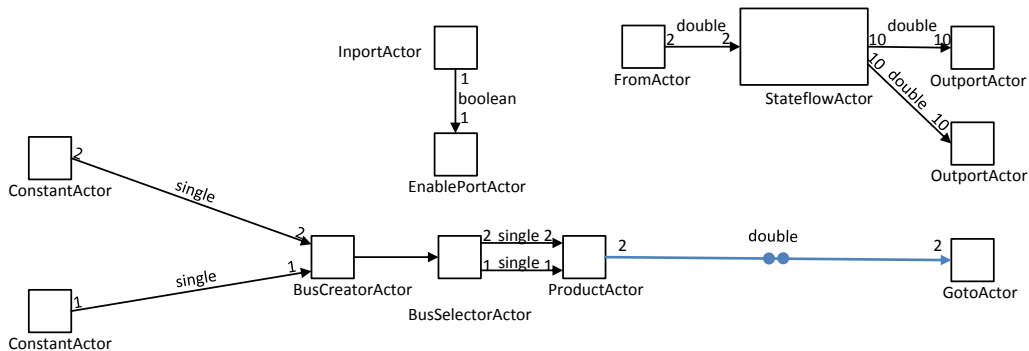 double
double
2
2
10
10
InportActor
1
FromActor
OutportActor
10
double
StateflowActor
boolean
1
10
2
EnablePortActor
OutportActor
ConstantActor
single
2
double
2
single
2
2
2
1
1
single
1
single
BusCreatorActor
ProductActor
GotoActor
1
BusSelectorActor
ConstantActor